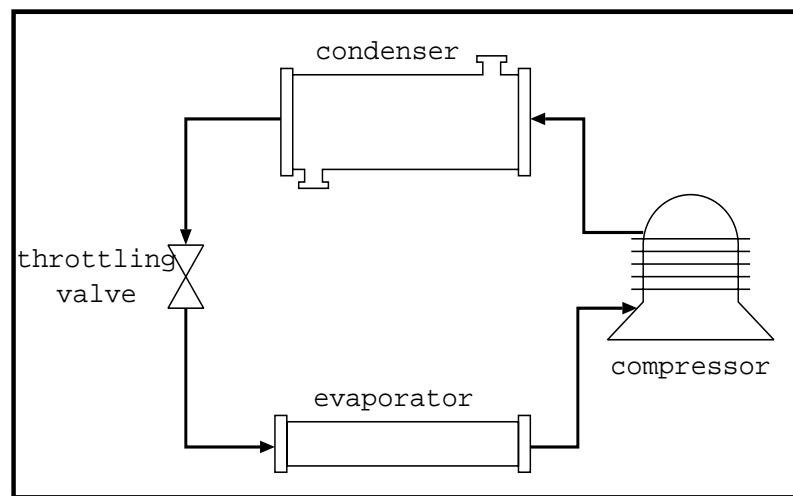 condenser
throttling
valve
compressor
evaporator